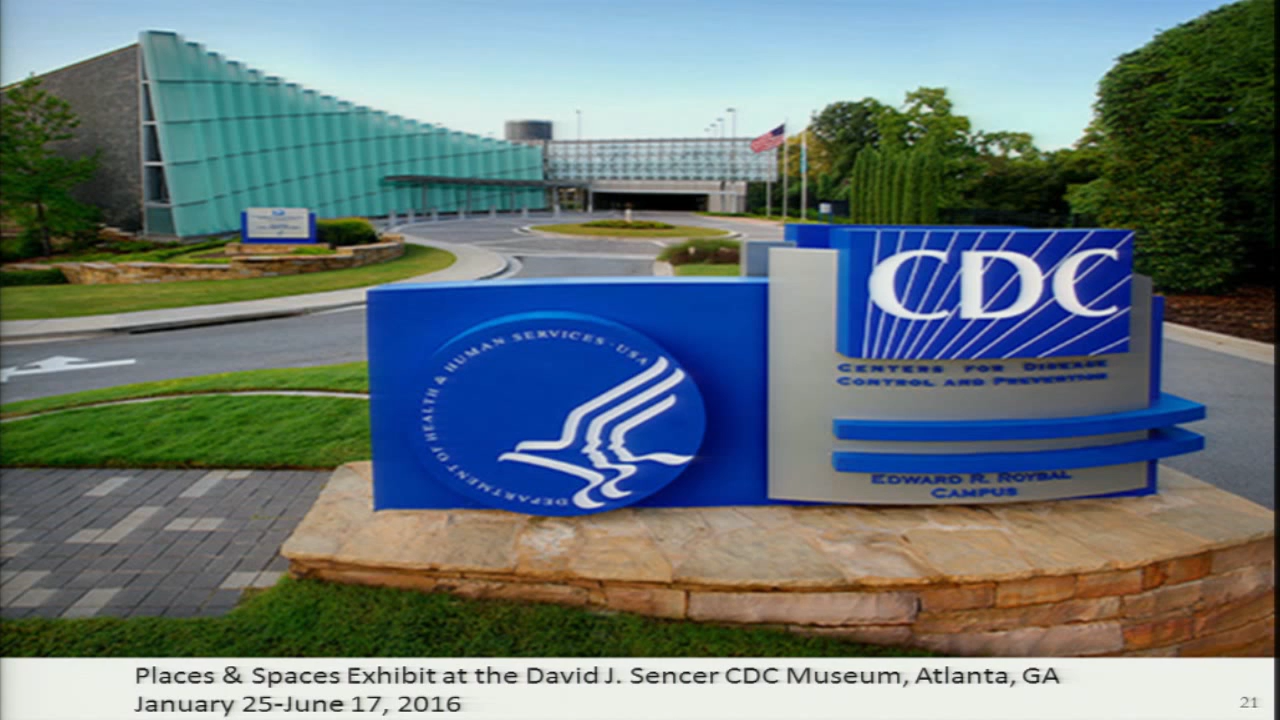 CDC
CENTERS FOR DISEASE
CONTROL AND PREVENTION
DEPARTMENT OF HEALTH & HUMAN SERVICES · USA
EDWARD R. ROYBAL
CAMPUS
Places & Spaces Exhibit at the David J. Sencer CDC Museum, Atlanta, GA
January 25-June 17, 2016
21